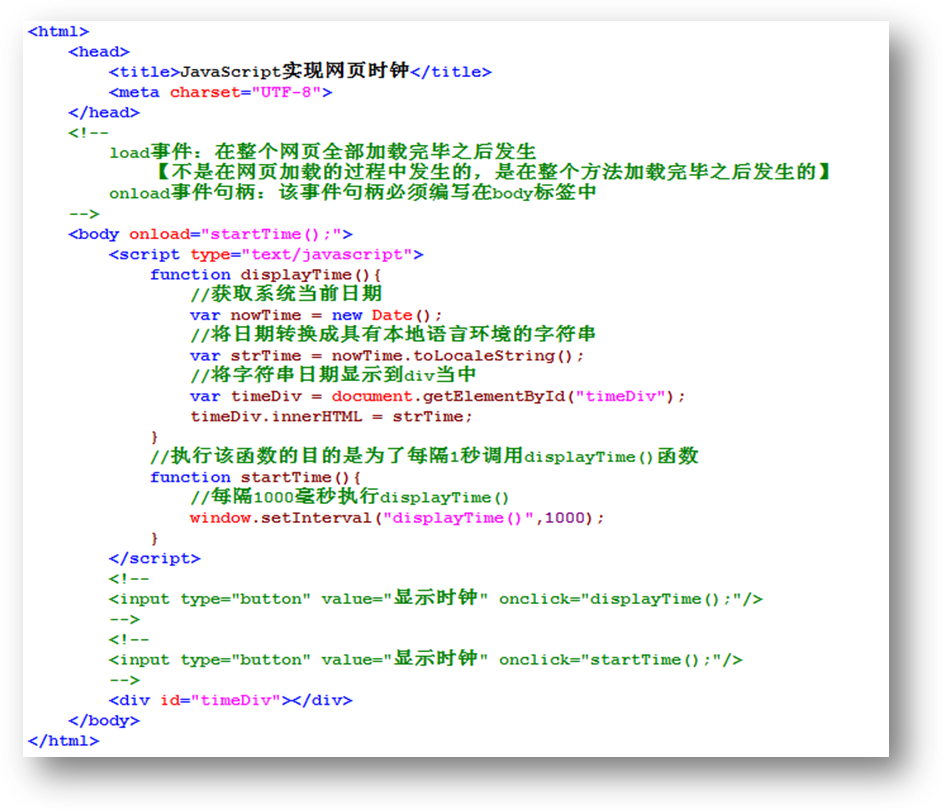 <html>
<head>
<title>JavaScript实现网页时钟</title>
<meta charset="UTF-8">
</head>
<!--
load事件：在整个网页全部加载完毕之后发生
【不是在网页加载的过程中发生的，是在整个方法加载完毕之后发生的】
onload事件句柄：该事件句柄必须编写在body标签中
-->
<body onload="startTime();">
<script type="text/javascript">
function displayTime(){
//获取系统当前日期
var nowTime = new Date();
//将日期转换成具有本地语言环境的字符串
var strTime = nowTime.toLocaleString();
//将字符串日期显示到div当中
var timeDiv = document.getElementById("timeDiv");
timeDiv.innerHTML = strTime;
}
//执行该函数的目的是为了每隔1秒调用displayTime()函数
function startTime(){
//每隔1000毫秒执行displayTime()
window.setInterval("displayTime()",1000);
}
</script>
<!--
<input type="button" value="显示时钟" onclick="displayTime();"/>
-->
<!--
<input type="button" value="显示时钟" onclick="startTime();"/>
-->
<div id="timeDiv"></div>
</body>
</html>